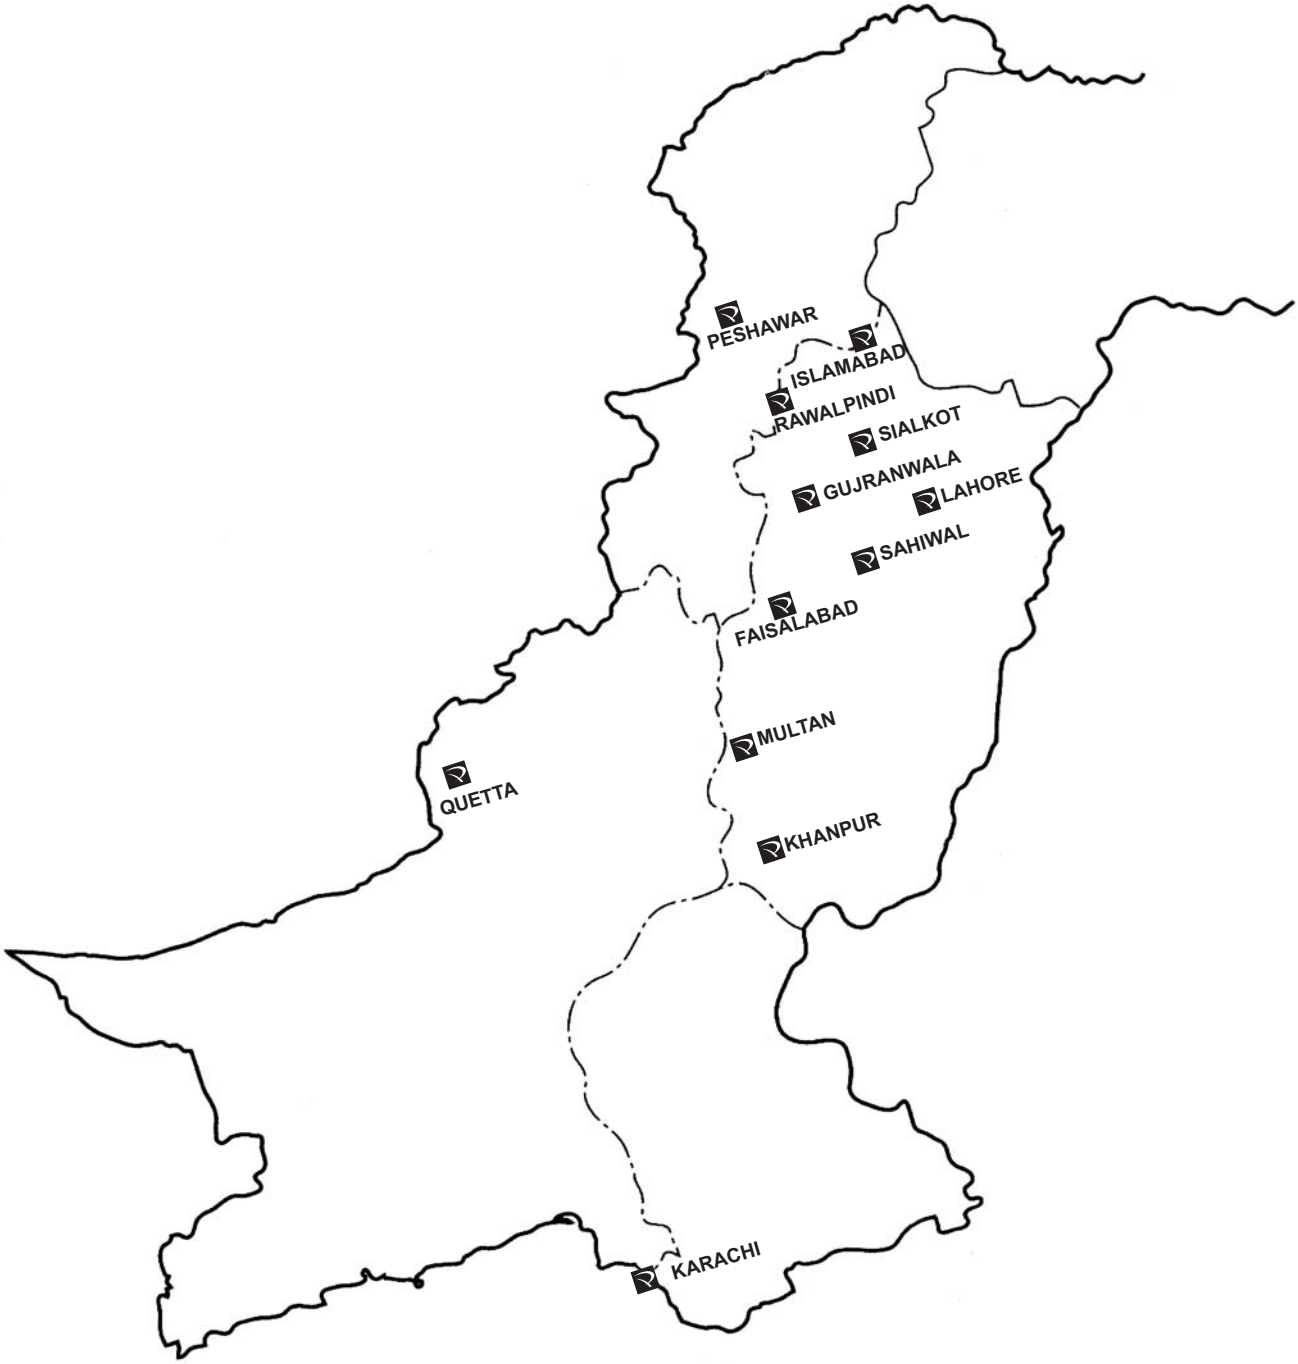 PESHAWAR
ISLAMABAD
RAWALPINDI
SIALKOT
GUJRANWALA
LAHORE
SAHIWAL
FAISALABAD
MULTAN
QUETTA
KHANPUR
KARACHI